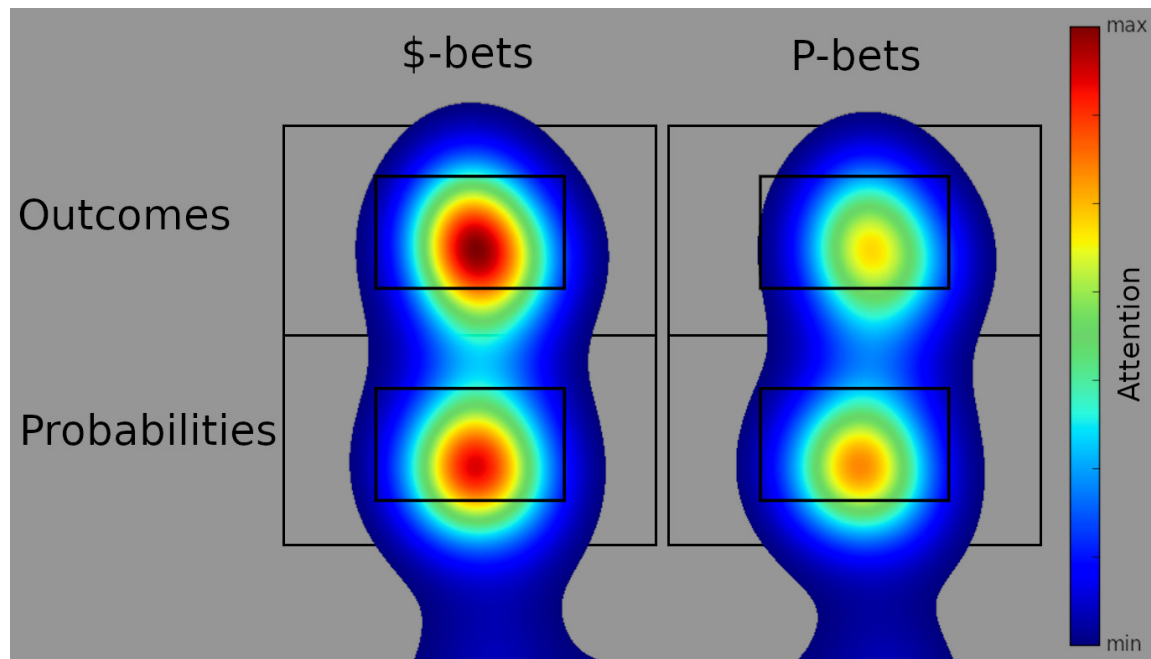 $-bets
P-bets
max
Outcomes
Attention
Probabilities
min